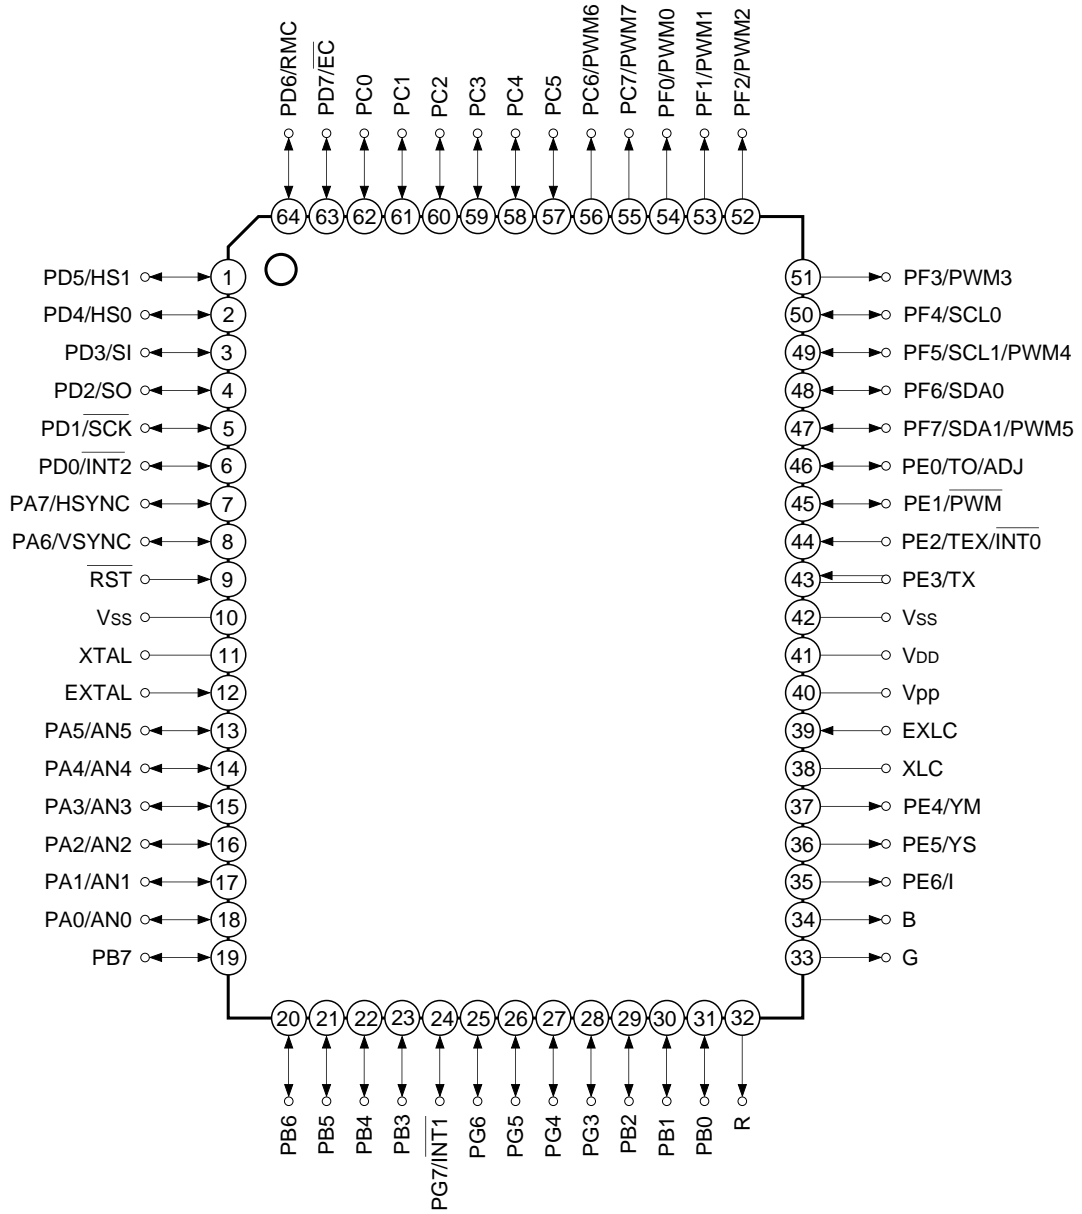 PD6/RMC
PD7/E̅C̅
PC0
PC1
PC2
PC3
PC4
PC5
PC6/PWM6
PC7/PWM7
PF0/PWM0
PF1/PWM1
PF2/PWM2
64
63
62
61
60
59
58
57
56
55
54
53
52
PD5/HS1 1
PD4/HS0 2
PD3/SI 3
PD2/SO 4
PD1/S̅C̅K̅ 5
PD0/I̅N̅T̅2̅ 6
PA7/HSYNC 7
PA6/VSYNC 8
R̅S̅T̅ 9
Vss 10
XTAL 11
EXTAL 12
PA5/AN5 13
PA4/AN4 14
PA3/AN3 15
PA2/AN2 16
PA1/AN1 17
PA0/AN0 18
PB7 19
51 PF3/PWM3
50 PF4/SCL0
49 PF5/SCL1/PWM4
48 PF6/SDA0
47 PF7/SDA1/PWM5
46 PE0/TO/ADJ
45 PE1/P̅W̅M̅
44 PE2/TEX/I̅N̅T̅0̅
43 PE3/TX
42 Vss
41 VDD
40 Vpp
39 EXLC
38 XLC
37 PE4/YM
36 PE5/YS
35 PE6/I
34 B
33 G
20
21
22
23
24
25
26
27
28
29
30
31
32
PB6
PB5
PB4
PB3
PG7/I̅N̅T̅1̅
PG6
PG5
PG4
PG3
PB2
PB1
PB0
R